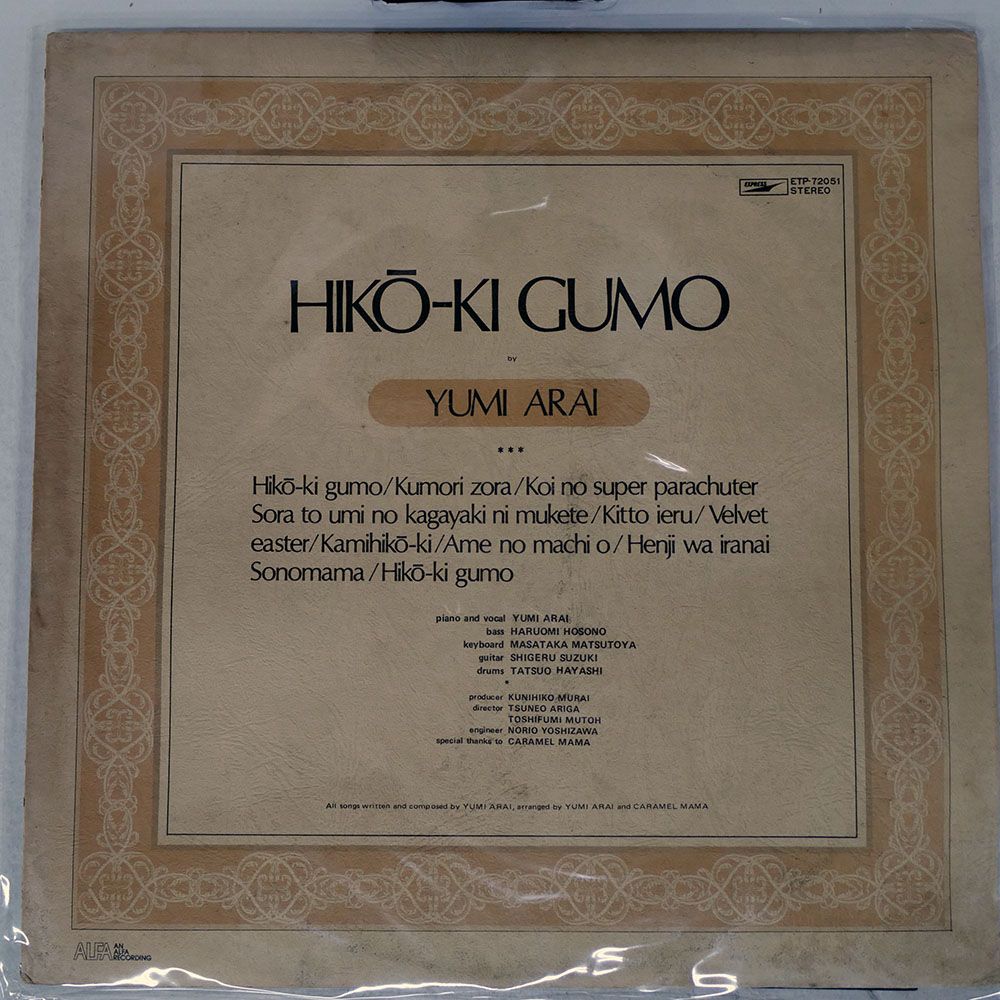 EXPRESS ETP-72051
STEREO
HIKŌ-KI GUMO
by
YUMI ARAI
***
Hikō-ki gumo/Kumori zora/Koi no super parachuter
Sora to umi no kagayaki ni mukete/Kitto ieru/Velvet
easter/Kamihikō-ki/Ame no machi o/Henji wa iranai
Sonomama/Hikō-ki gumo
piano and vocal YUMI ARAI
bass HARUOMI HOSONO
keyboard MASATAKA MATSUTOYA
guitar SHIGERU SUZUKI
drums TATSUO HAYASHI
*
producer KUNIHIKO MURAI
director TSUNEO ARIGA
TOSHIFUMI MUTOH
engineer NORIO YOSHIZAWA
special thanks to CARAMEL MAMA
All songs written and composed by YUMI ARAI, arranged by YUMI ARAI and CARAMEL MAMA
ALFA AN
ALFA
RECORDING